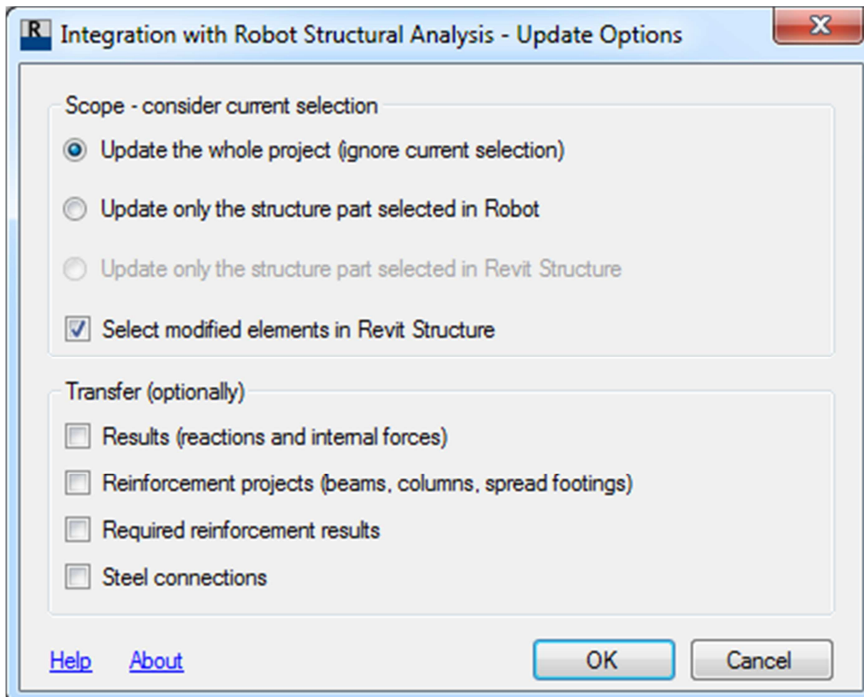 R Integration with Robot Structural Analysis - Update Options
Scope - consider current selection
Update the whole project (ignore current selection)
Update only the structure part selected in Robot
Update only the structure part selected in Revit Structure
Select modified elements in Revit Structure
Transfer (optionally)
Results (reactions and internal forces)
Reinforcement projects (beams, columns, spread footings)
Required reinforcement results
Steel connections
Help About OK Cancel